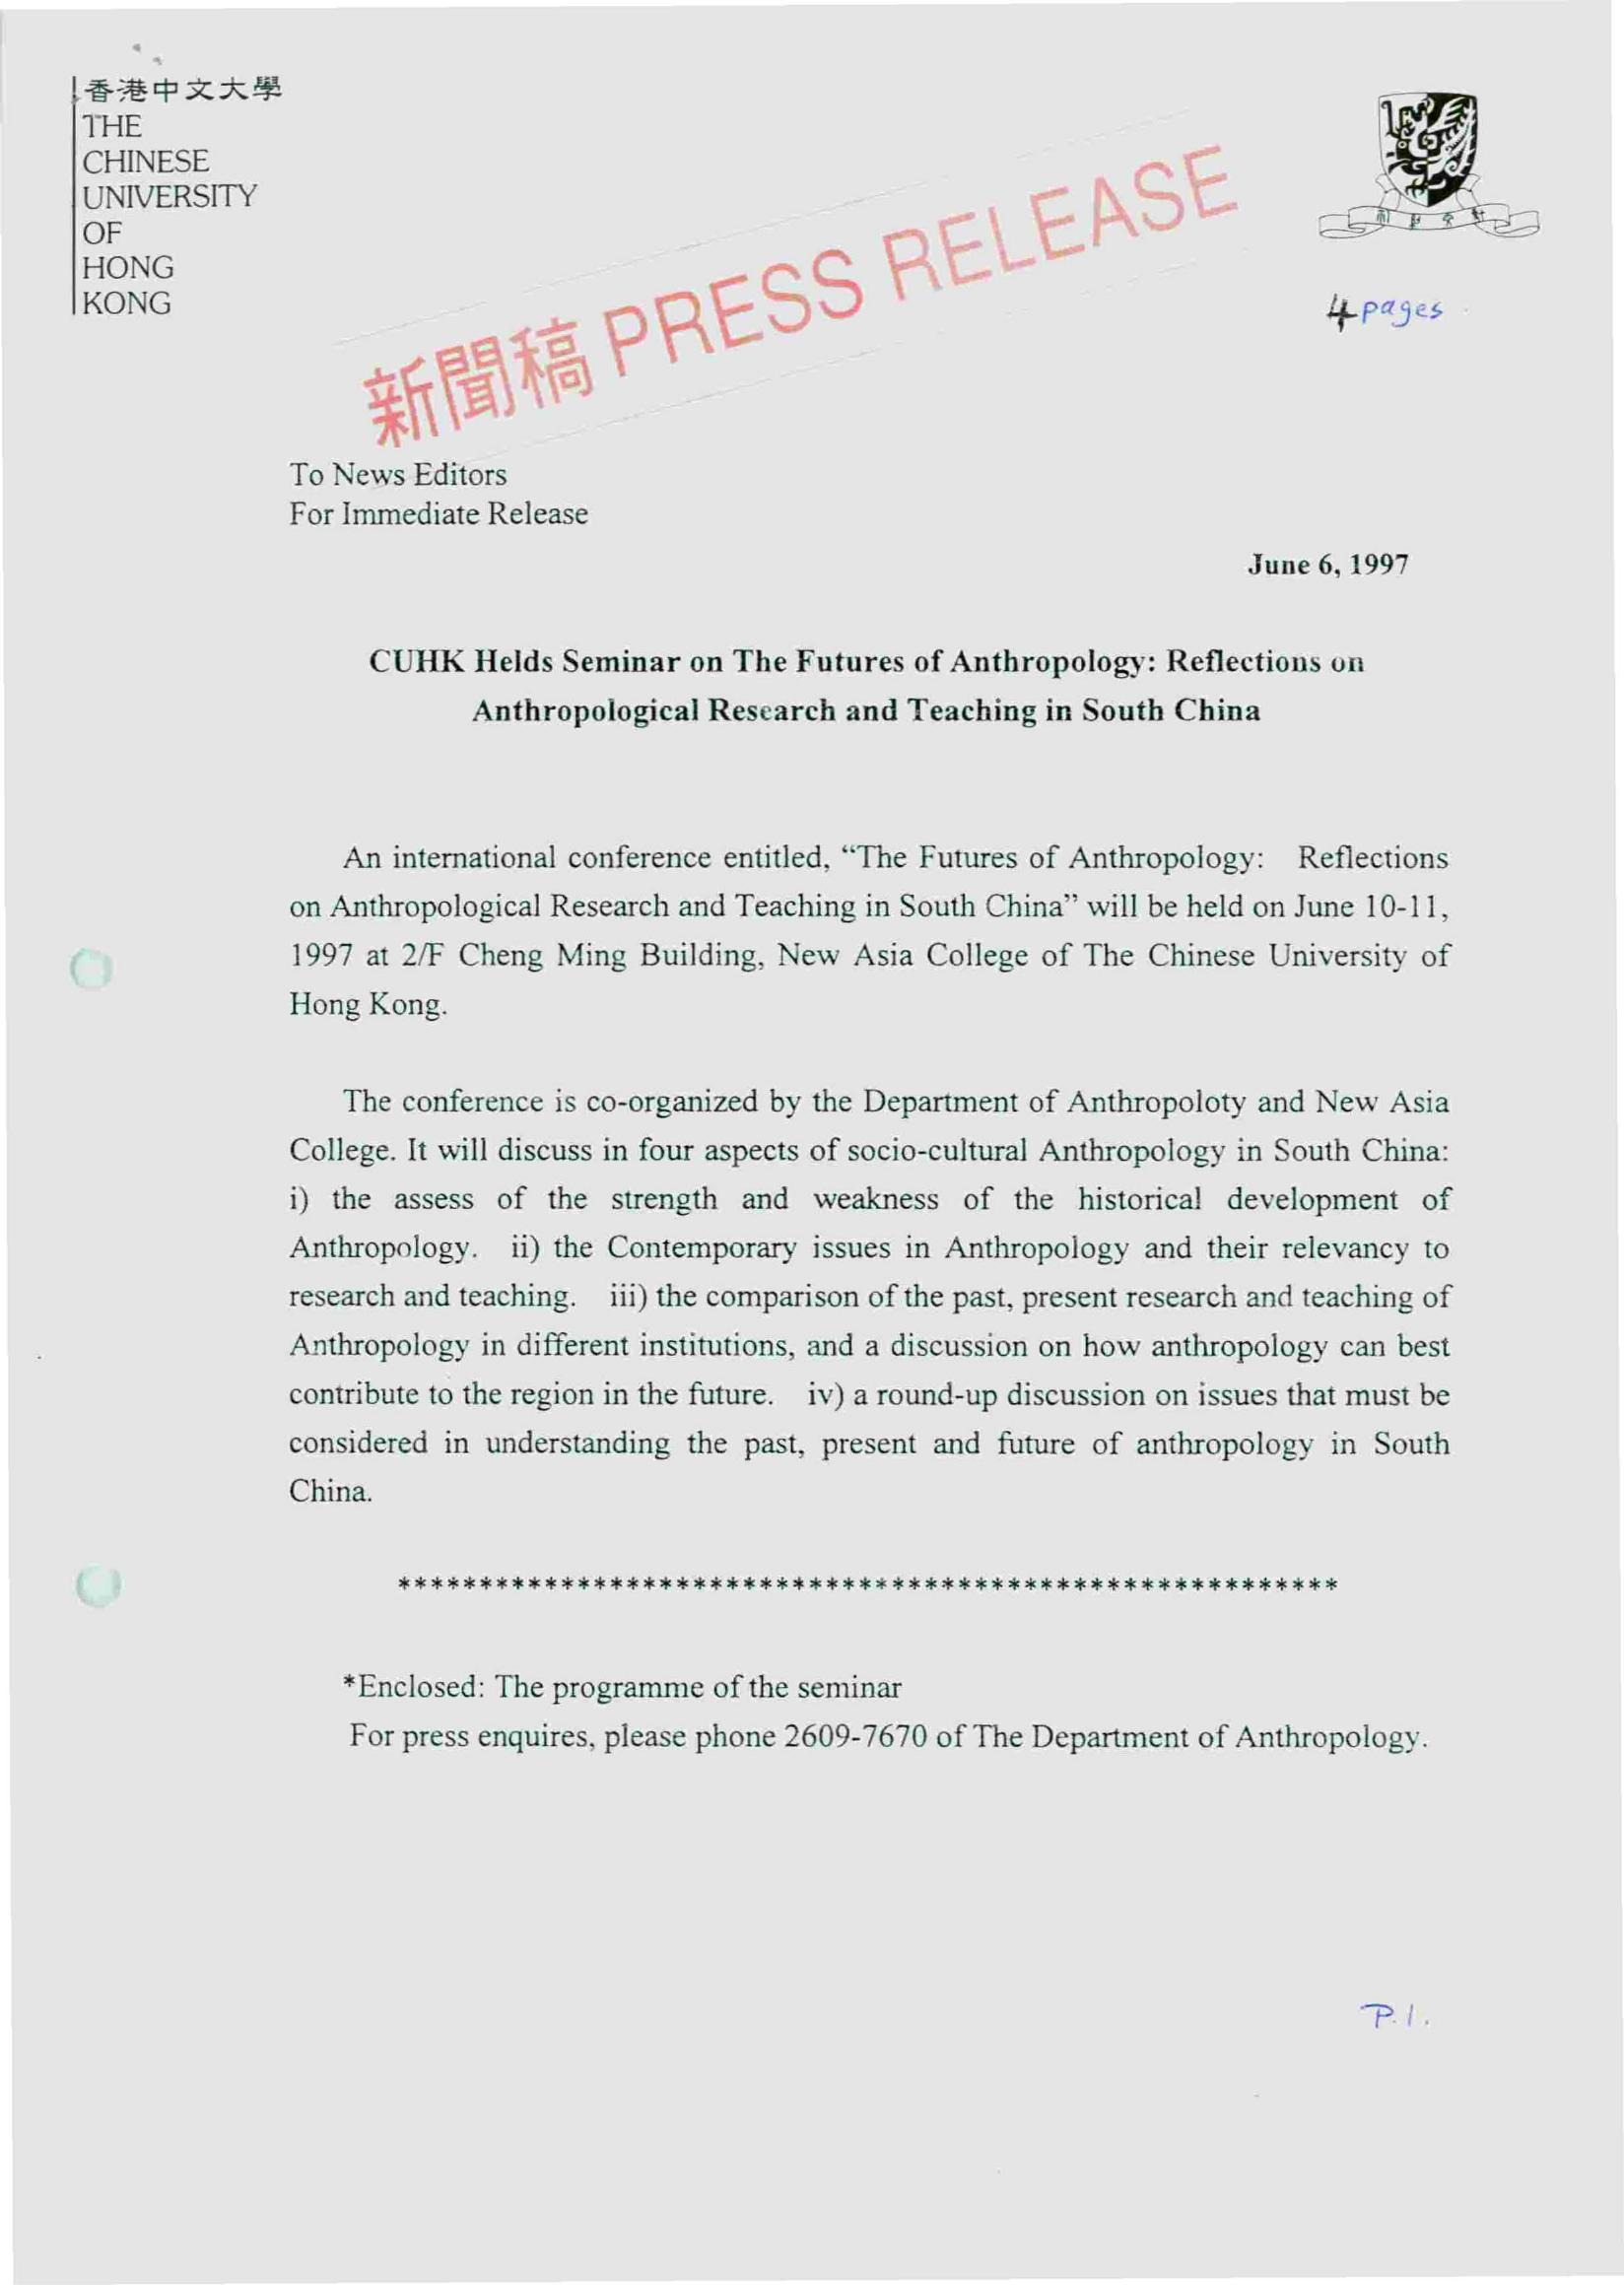 香港中文大學
THE
CHINESE
UNIVERSITY
OF
HONG
KONG
新聞稿 PRESS RELEASE
4 pages
To News Editors
For Immediate Release
June 6, 1997
CUHK Helds Seminar on The Futures of Anthropology: Reflections on
Anthropological Research and Teaching in South China
An international conference entitled, “The Futures of Anthropology: Reflections
on Anthropological Research and Teaching in South China” will be held on June 10-11,
1997 at 2/F Cheng Ming Building, New Asia College of The Chinese University of
Hong Kong.
The conference is co-organized by the Department of Anthropoloty and New Asia
College. It will discuss in four aspects of socio-cultural Anthropology in South China:
i) the assess of the strength and weakness of the historical development of
Anthropology. ii) the Contemporary issues in Anthropology and their relevancy to
research and teaching. iii) the comparison of the past, present research and teaching of
Anthropology in different institutions, and a discussion on how anthropology can best
contribute to the region in the future. iv) a round-up discussion on issues that must be
considered in understanding the past, present and future of anthropology in South
China.
*********************************************************
*Enclosed: The programme of the seminar
For press enquires, please phone 2609-7670 of The Department of Anthropology.
P.1.